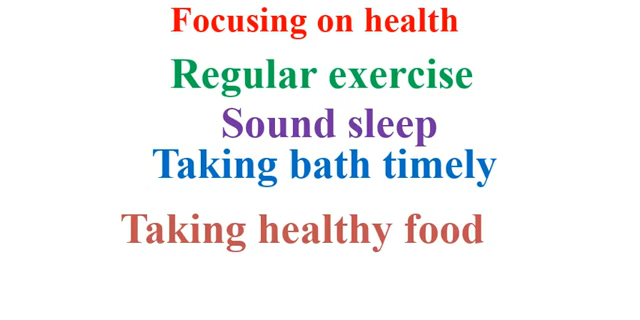 Focusing on health
Regular exercise
Sound sleep
Taking bath timely
Taking healthy food